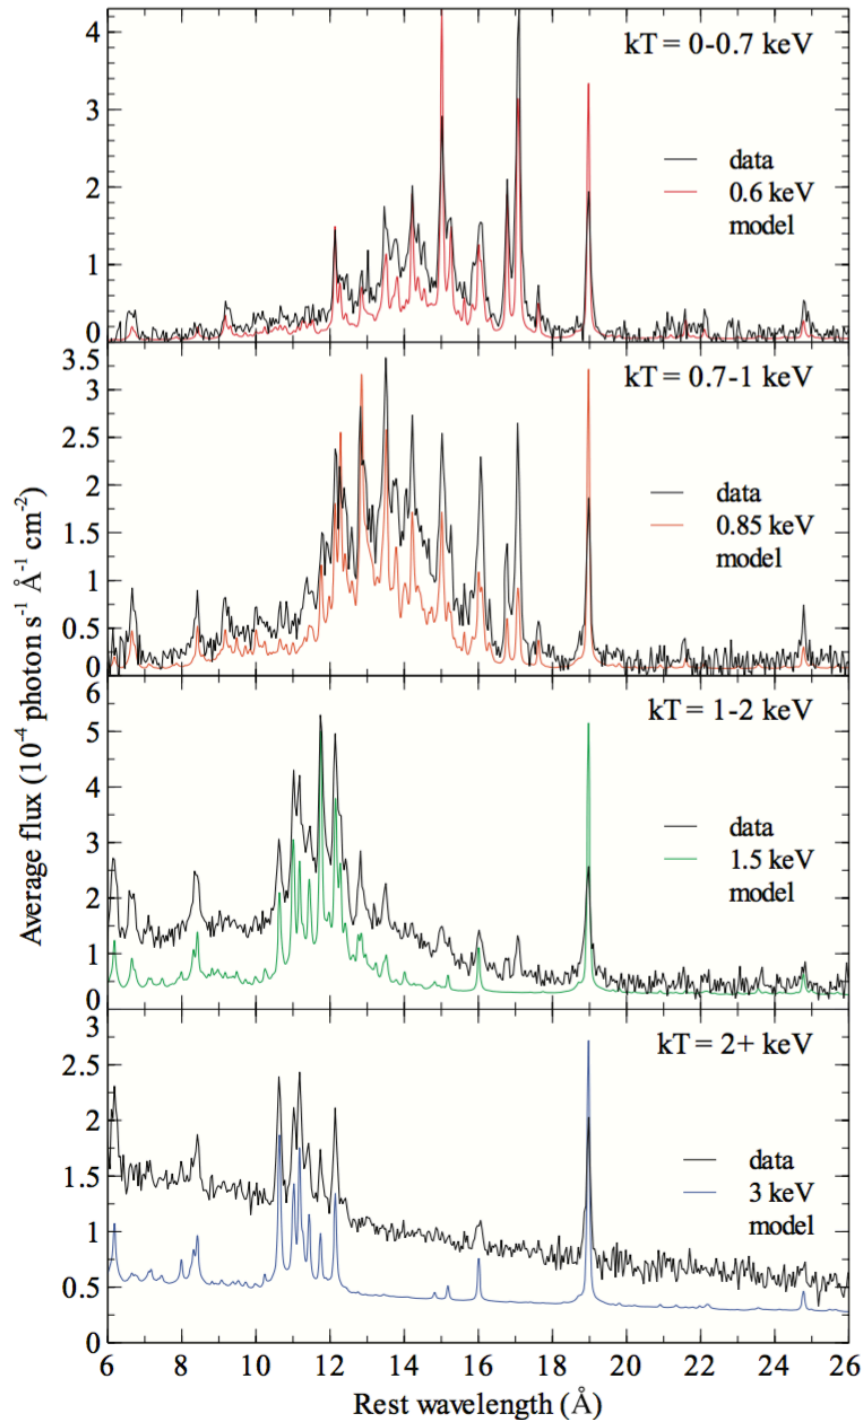 4
3
2
1
0
kT = 0-0.7 keV
data
0.6 keV
model
3.5
3
2.5
2
1.5
1
0.5
0
kT = 0.7-1 keV
data
0.85 keV
model
6
5
4
3
2
1
0
kT = 1-2 keV
data
1.5 keV
model
3
2.5
2
1.5
1
0.5
0
kT = 2+ keV
data
3 keV
model
6 8 10 12 14 16 18 20 22 24 26
Rest wavelength (Å)
Average flux (10⁻⁴ photon s⁻¹ Å⁻¹ cm⁻²)